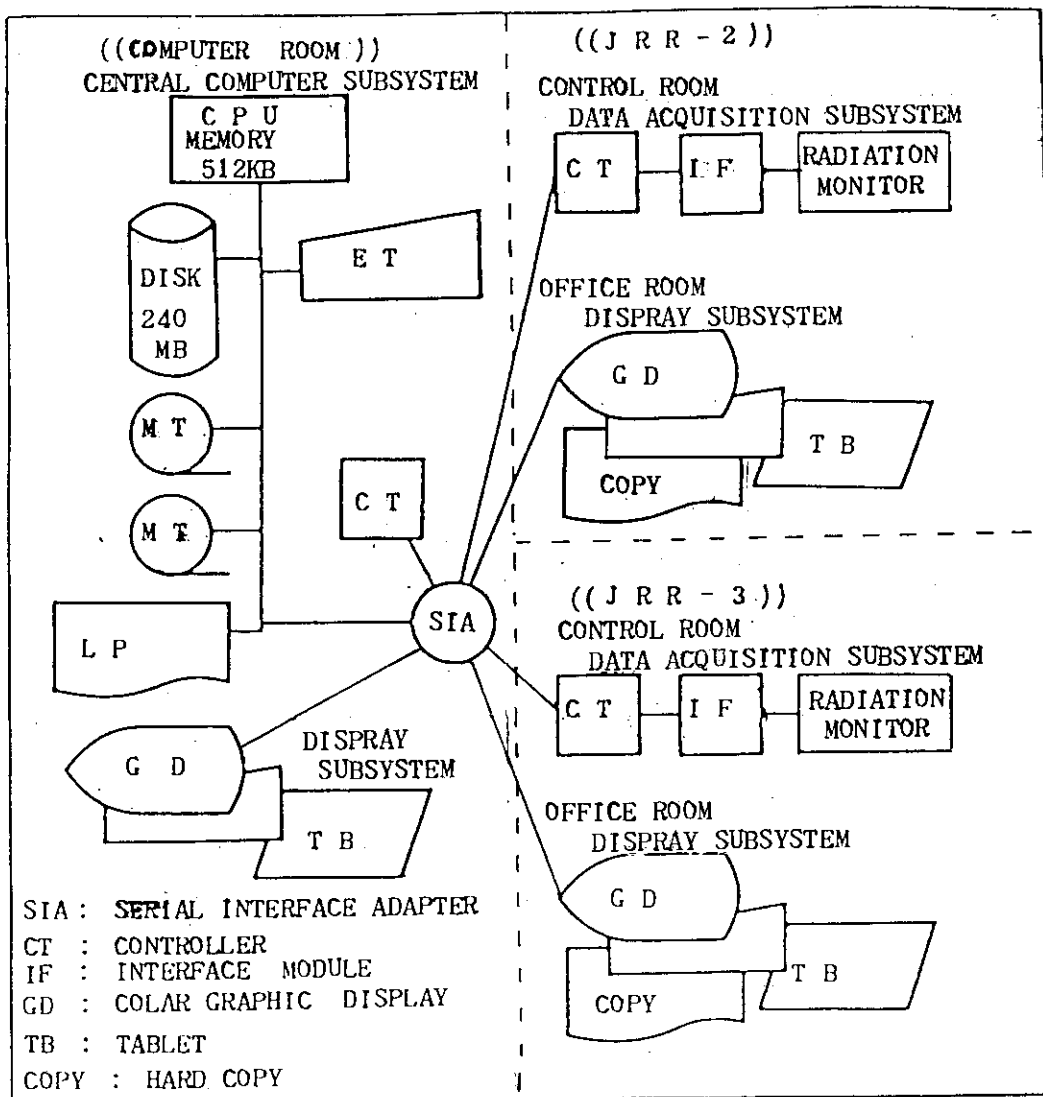 ((COMPUTER ROOM))
CENTRAL COMPUTER SUBSYSTEM
C P U
MEMORY
512KB
DISK
240
MB
E T
M T
M T
L P
C T
SIA
G D
DISPRAY
SUBSYSTEM
T B
((J R R - 2))
CONTROL ROOM
DATA ACQUISITION SUBSYSTEM
C T
I F
RADIATION
MONITOR
OFFICE ROOM
DISPRAY SUBSYSTEM
G D
T B
COPY
((J R R - 3))
CONTROL ROOM
DATA ACQUISITION SUBSYSTEM
C T
I F
RADIATION
MONITOR
OFFICE ROOM
DISPRAY SUBSYSTEM
G D
T B
COPY
SIA : SERIAL INTERFACE ADAPTER
CT : CONTROLLER
IF : INTERFACE MODULE
GD : COLAR GRAPHIC DISPLAY
TB : TABLET
COPY : HARD COPY